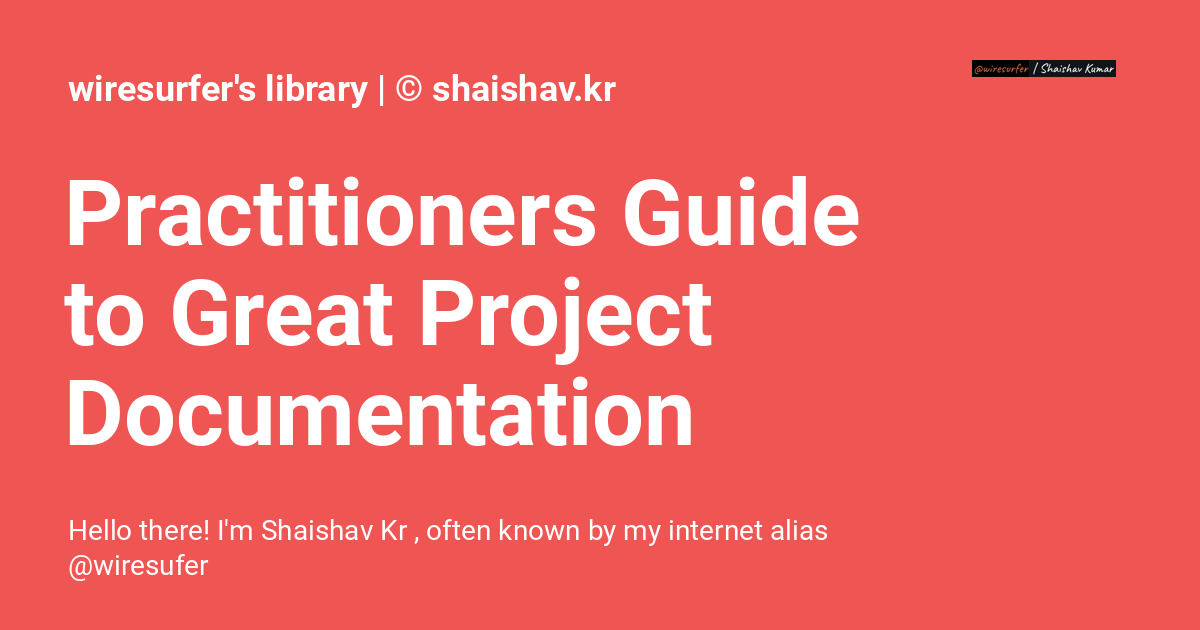 wiresurfer's library | © shaishav.kr
@wiresurfer | Shaishav Kumar
Practitioners Guide
to Great Project
Documentation
Hello there! I'm Shaishav Kr , often known by my internet alias
@wiresufer